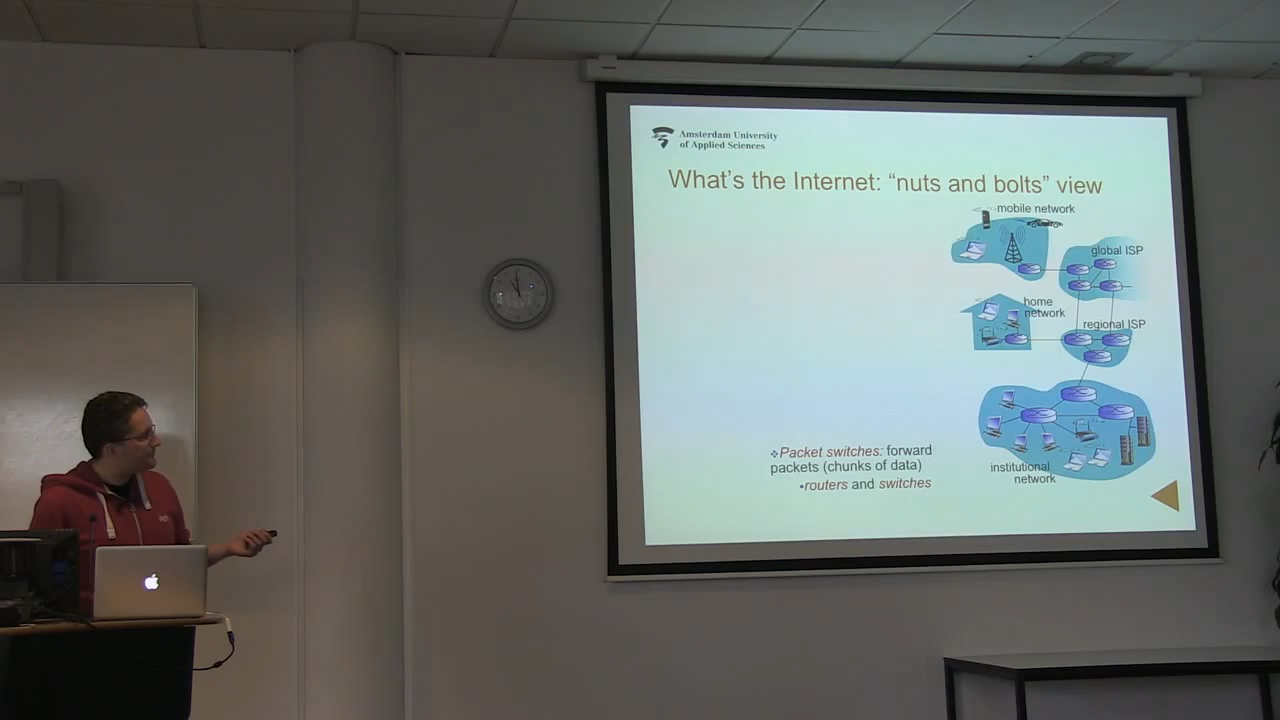 Amsterdam University
of Applied Sciences
What's the Internet: “nuts and bolts” view
mobile network
global ISP
home
network
regional ISP
❖Packet switches: forward
packets (chunks of data)
•routers and switches
institutional
network